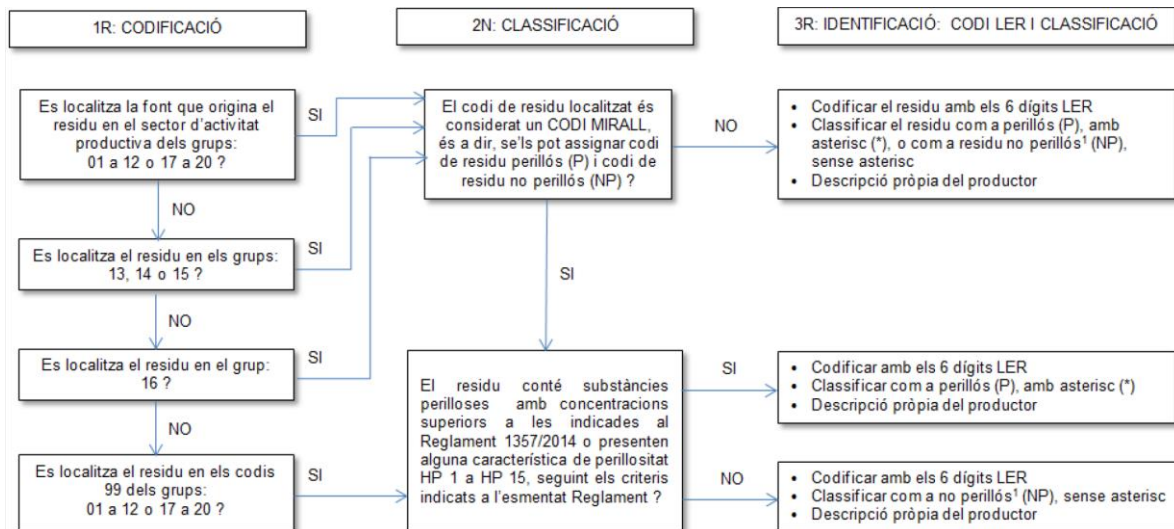 1R: CODIFICACIÓ
2N: CLASSIFICACIÓ
3R: IDENTIFICACIÓ: CODI LER I CLASSIFICACIÓ
Es localitza la font que origina el
residu en el sector d'activitat
productiva dels grups:
01 a 12 o 17 a 20 ?
SI
El codi de residu localitzat és
considerat un CODI MIRALL,
és a dir, se'ls pot assignar codi
de residu perillós (P) i codi de
residu no perillós (NP) ?
NO
• Codificar el residu amb els 6 dígits LER
• Classificar el residu com a perillós (P), amb
asterisc (*), o com a residu no perillós¹ (NP),
sense asterisc
• Descripció pròpia del productor
NO
Es localitza el residu en els grups:
13, 14 o 15 ?
SI
SI
NO
Es localitza el residu en el grup:
16 ?
SI
NO
Es localitza el residu en els codis
99 dels grups:
01 a 12 o 17 a 20 ?
SI
El residu conté substàncies
perilloses amb concentracions
superiors a les indicades al
Reglament 1357/2014 o presenten
alguna característica de perillositat
HP 1 a HP 15, seguint els criteris
indicats a l'esmentat Reglament ?
SI
• Codificar amb els 6 dígits LER
• Classificar com a perillós (P), amb asterisc (*)
• Descripció pròpia del productor
NO
• Codificar amb els 6 dígits LER
• Classificar com a no perillós¹ (NP), sense asterisc
• Descripció pròpia del productor